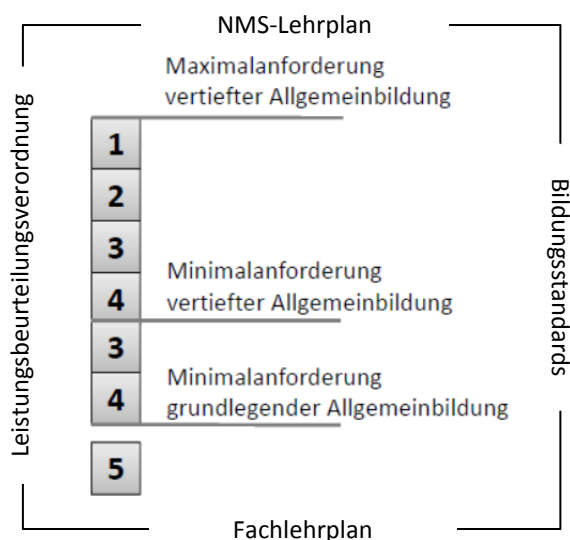 NMS-Lehrplan
Maximalanforderung
vertiefter Allgemeinbildung
Leistungsbeurteilungsverordnung
Bildungsstandards
1
2
3
Minimalanforderung
4
vertiefter Allgemeinbildung
3
Minimalanforderung
4
grundlegender Allgemeinbildung
5
Fachlehrplan